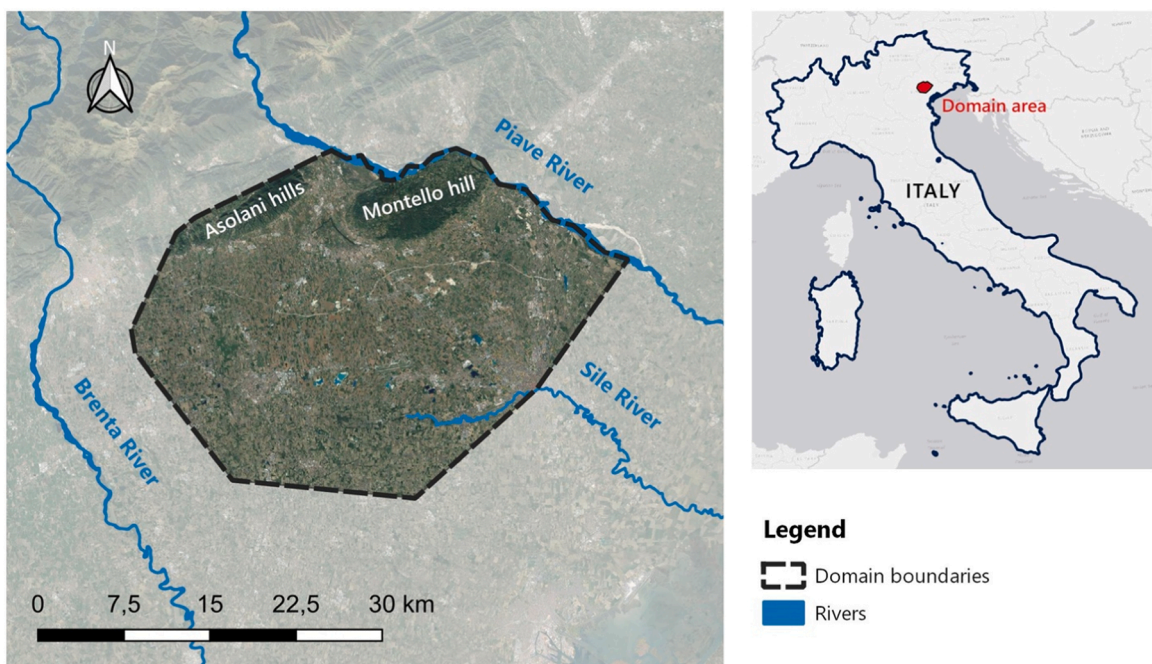 N
Piave River
Asolani hills
Montello hill
Brenta River
Sile River
0 7,5 15 22,5 30 km
Domain area
ITALY
Legend
Domain boundaries
Rivers